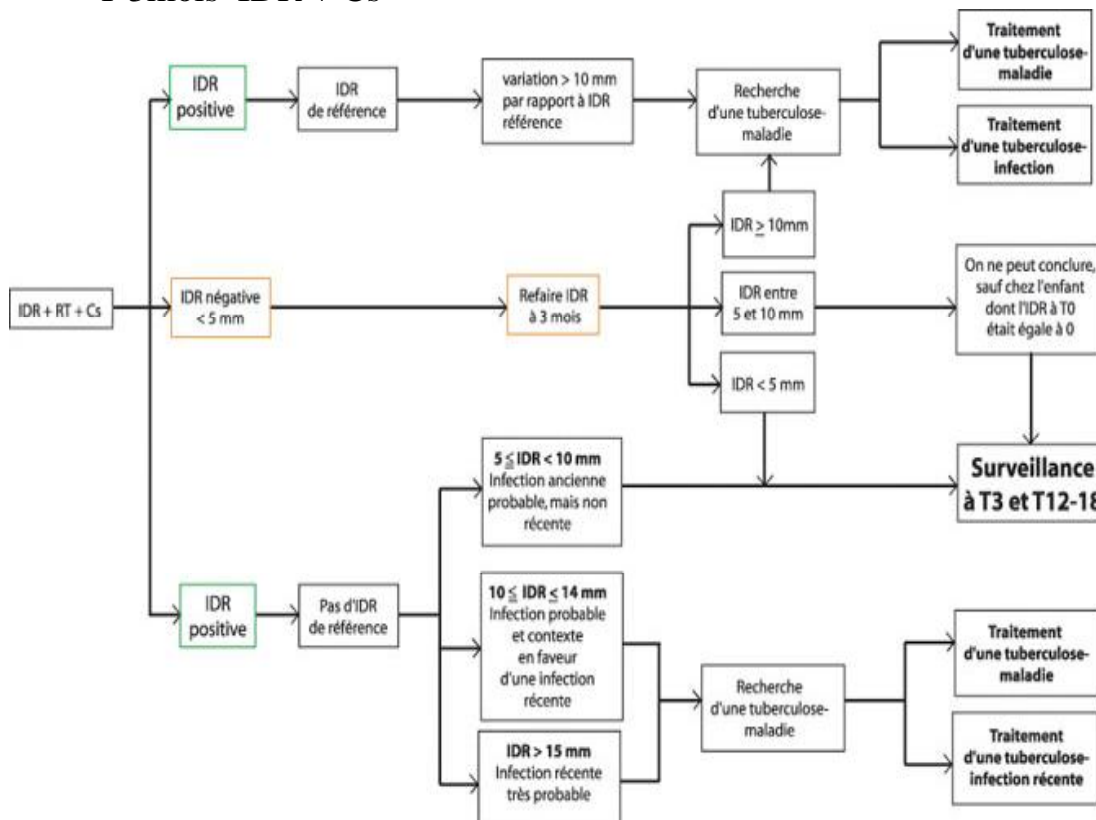 IDR
positive
IDR
de référence
variation > 10 mm
par rapport à IDR
référence
Recherche
d'une tuberculose-
maladie
Traitement
d'une tuberculose-
maladie
Traitement
d'une tuberculose-
infection
IDR ≥ 10mm
IDR + RT + Cs
IDR négative
< 5 mm
Refaire IDR
à 3 mois
IDR entre
5 et 10 mm
On ne peut conclure,
sauf chez l'enfant
dont l'IDR à T0
était égale à 0
IDR < 5 mm
5 ≤ IDR < 10 mm
Infection ancienne
probable, mais non
récente
Surveillance
à T3 et T12-18
IDR
positive
Pas d'IDR
de référence
10 ≤ IDR ≤ 14 mm
Infection probable
et contexte
en faveur
d'une infection
récente
IDR > 15 mm
Infection récente
très probable
Recherche
d'une tuberculose-
maladie
Traitement
d'une tuberculose-
maladie
Traitement
d'une tuberculose-
infection récente